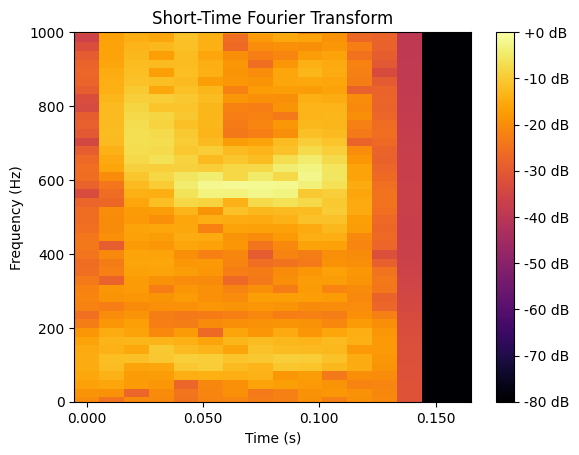 Short-Time Fourier Transform
1000
800
600
400
200
0
Frequency (Hz)
0.000
0.050
0.100
0.150
Time (s)
+0 dB
-10 dB
-20 dB
-30 dB
-40 dB
-50 dB
-60 dB
-70 dB
-80 dB